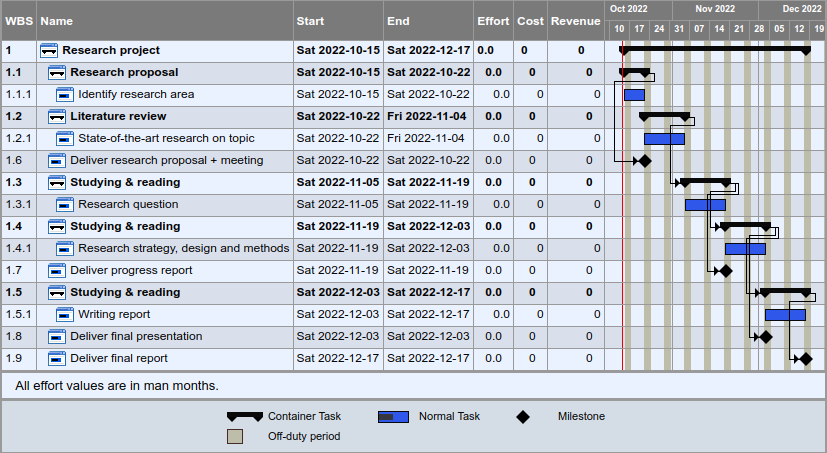 WBS Name Start End Effort Cost Revenue Oct 2022 Nov 2022 Dec 2022
10 17 24 31 07 14 21 28 05 12 19
1 Research project Sat 2022-10-15 Sat 2022-12-17 0.0 0 0
1.1 Research proposal Sat 2022-10-15 Sat 2022-10-22 0.0 0 0
1.1.1 Identify research area Sat 2022-10-15 Sat 2022-10-22 0.0 0 0
1.2 Literature review Sat 2022-10-22 Fri 2022-11-04 0.0 0 0
1.2.1 State-of-the-art research on topic Sat 2022-10-22 Fri 2022-11-04 0.0 0 0
1.6 Deliver research proposal + meeting Sat 2022-10-22 Sat 2022-10-22 0.0 0 0
1.3 Studying & reading Sat 2022-11-05 Sat 2022-11-19 0.0 0 0
1.3.1 Research question Sat 2022-11-05 Sat 2022-11-19 0.0 0 0
1.4 Studying & reading Sat 2022-11-19 Sat 2022-12-03 0.0 0 0
1.4.1 Research strategy, design and methods Sat 2022-11-19 Sat 2022-12-03 0.0 0 0
1.7 Deliver progress report Sat 2022-11-19 Sat 2022-11-19 0.0 0 0
1.5 Studying & reading Sat 2022-12-03 Sat 2022-12-17 0.0 0 0
1.5.1 Writing report Sat 2022-12-03 Sat 2022-12-17 0.0 0 0
1.8 Deliver final presentation Sat 2022-12-03 Sat 2022-12-03 0.0 0 0
1.9 Deliver final report Sat 2022-12-17 Sat 2022-12-17 0.0 0 0
All effort values are in man months.
Container Task Normal Task Milestone
Off-duty period